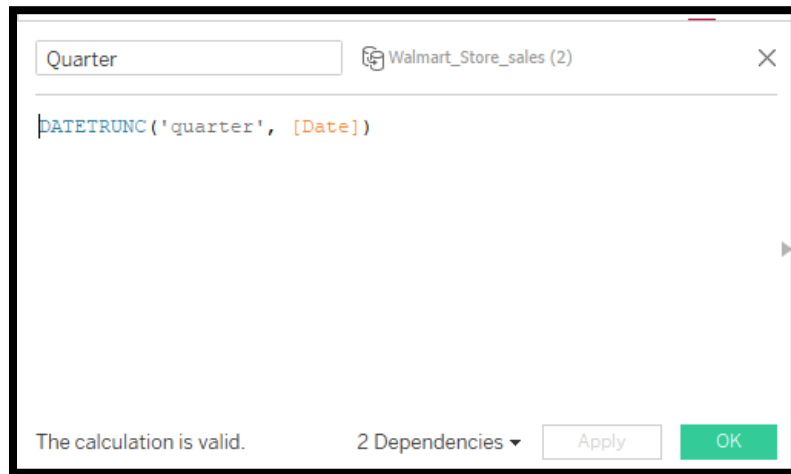 Quarter
Walmart_Store_sales (2)
DATETRUNC('quarter', [Date])
The calculation is valid.
2 Dependencies
Apply
OK